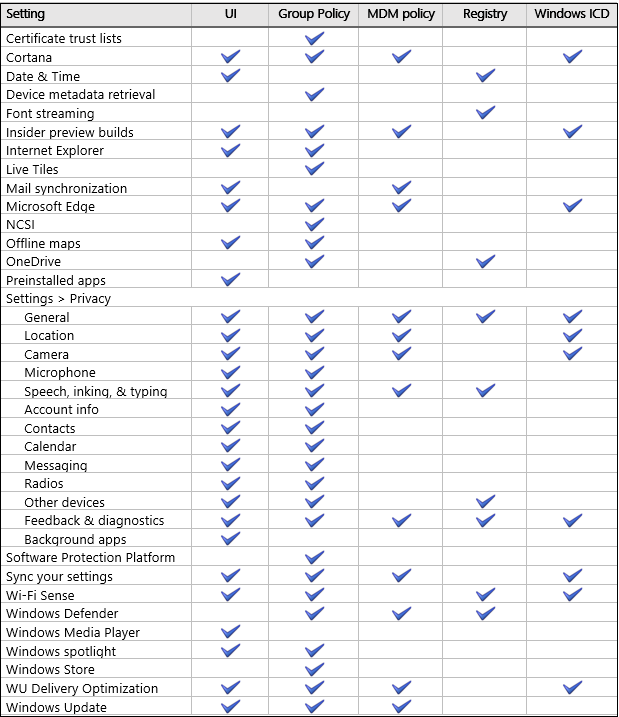 Setting UI Group Policy MDM policy Registry Windows ICD
Certificate trust lists
Cortana
Date & Time
Device metadata retrieval
Font streaming
Insider preview builds
Internet Explorer
Live Tiles
Mail synchronization
Microsoft Edge
NCSI
Offline maps
OneDrive
Preinstalled apps
Settings > Privacy
General
Location
Camera
Microphone
Speech, inking, & typing
Account info
Contacts
Calendar
Messaging
Radios
Other devices
Feedback & diagnostics
Background apps
Software Protection Platform
Sync your settings
Wi-Fi Sense
Windows Defender
Windows Media Player
Windows spotlight
Windows Store
WU Delivery Optimization
Windows Update